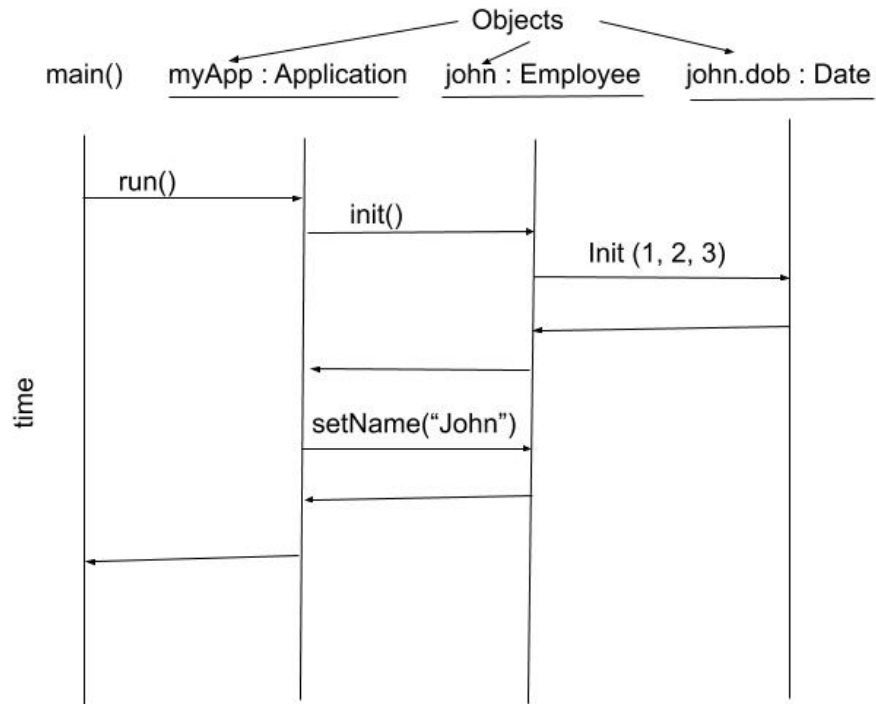 Objects
main() myApp : Application john : Employee john.dob : Date
run()
init()
Init (1, 2, 3)
time
setName(“John”)